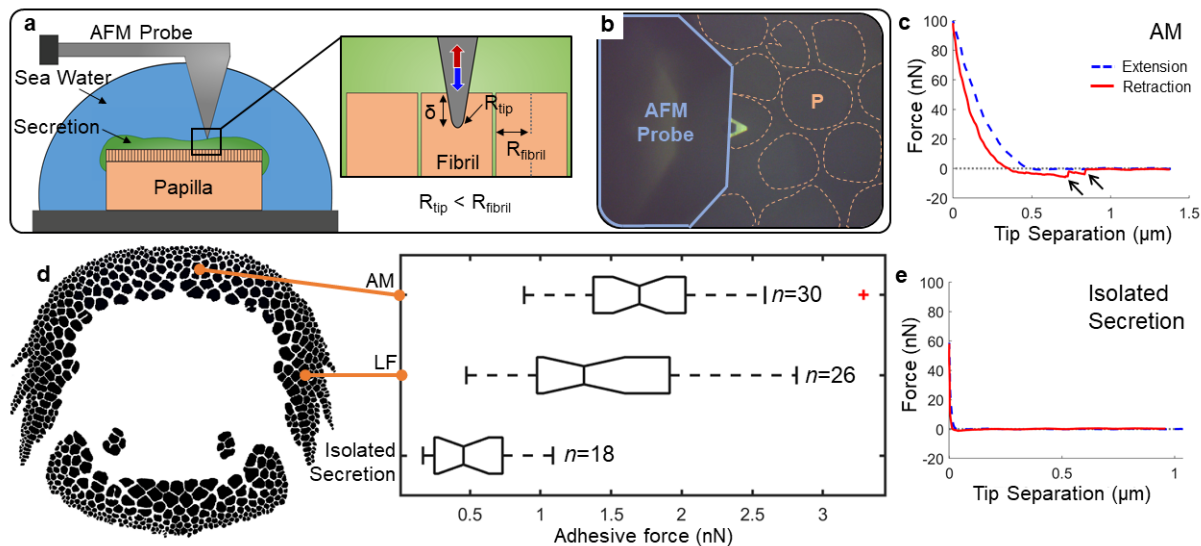 a
AFM Probe
Sea Water
Secretion
Papilla
δ
R_tip
Fibril
R_fibril
R_tip < R_fibril
b
AFM
Probe
P
c
AM
Force (nN)
100
80
60
40
20
0
-20
Extension
Retraction
0
0.5
1
1.5
Tip Separation (µm)
d
AM
LF
Isolated
Secretion
n=30
n=26
n=18
0.5
1
1.5
2
2.5
3
Adhesive force (nN)
e
Isolated
Secretion
Force (nN)
100
80
60
40
20
0
-20
0
0.5
1
Tip Separation (µm)